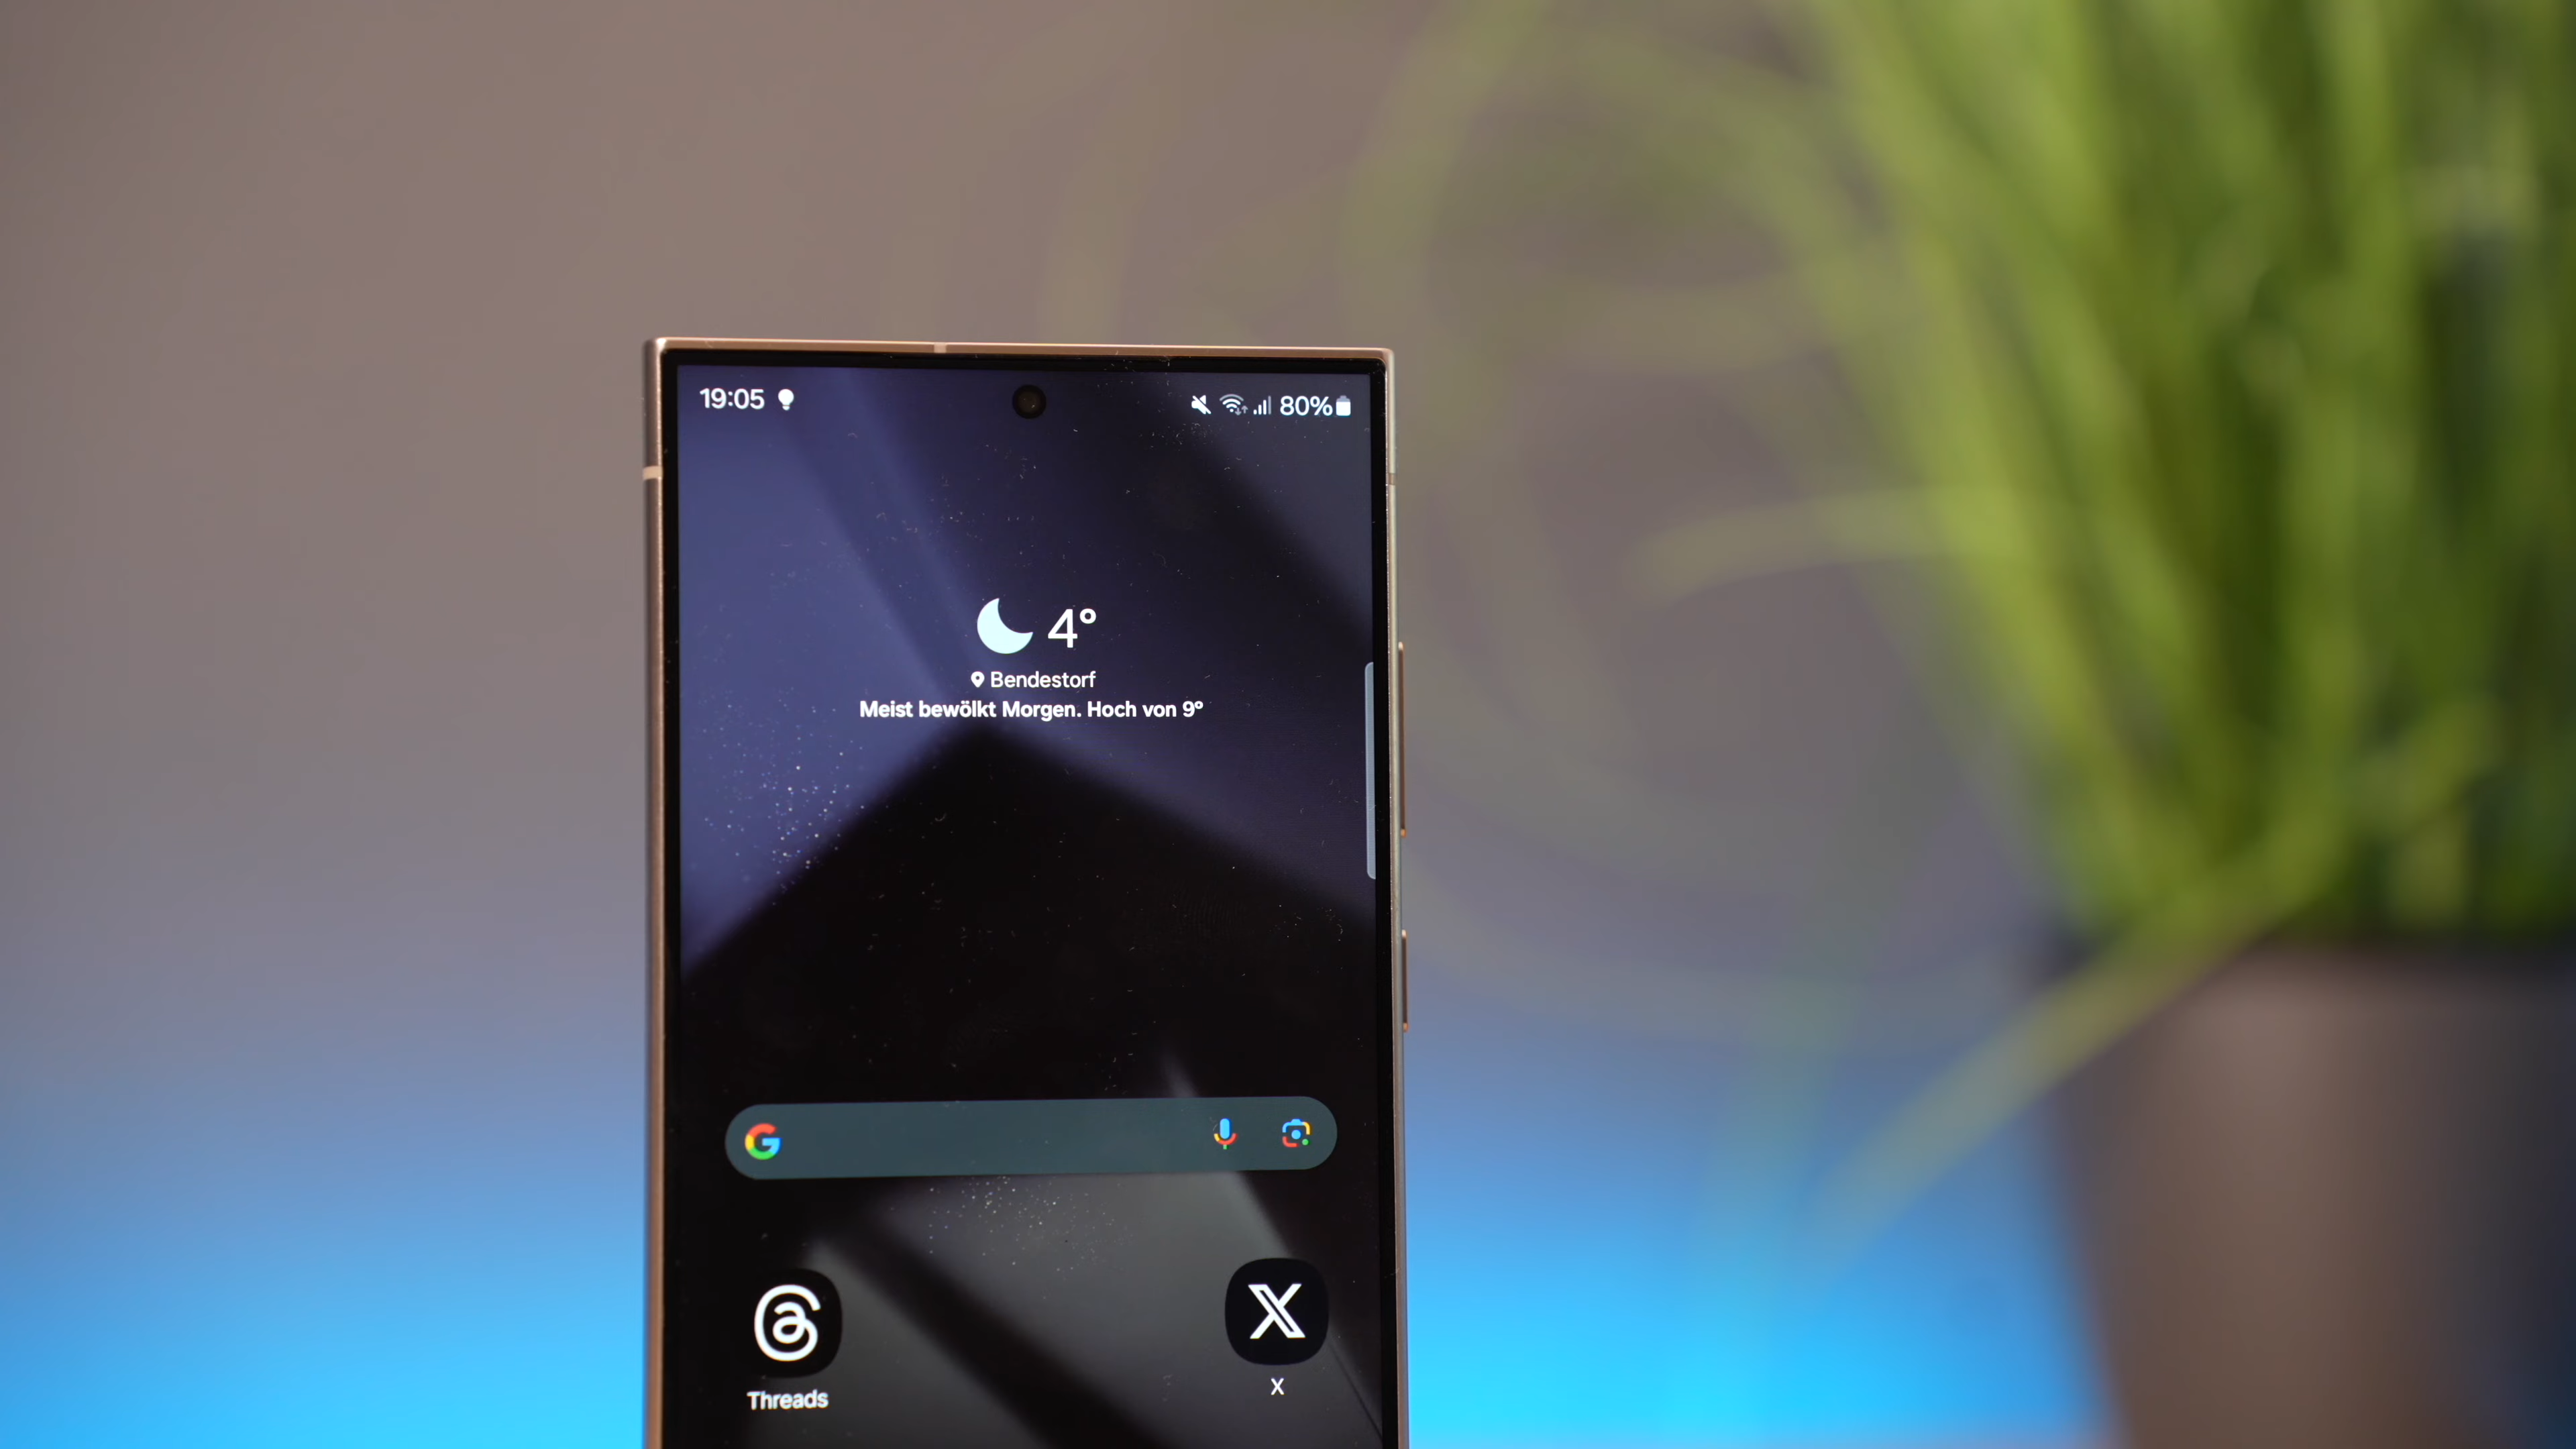 19:05 80%
4°
Bendestorf
Meist bewölkt Morgen. Hoch von 9°
Threads
X